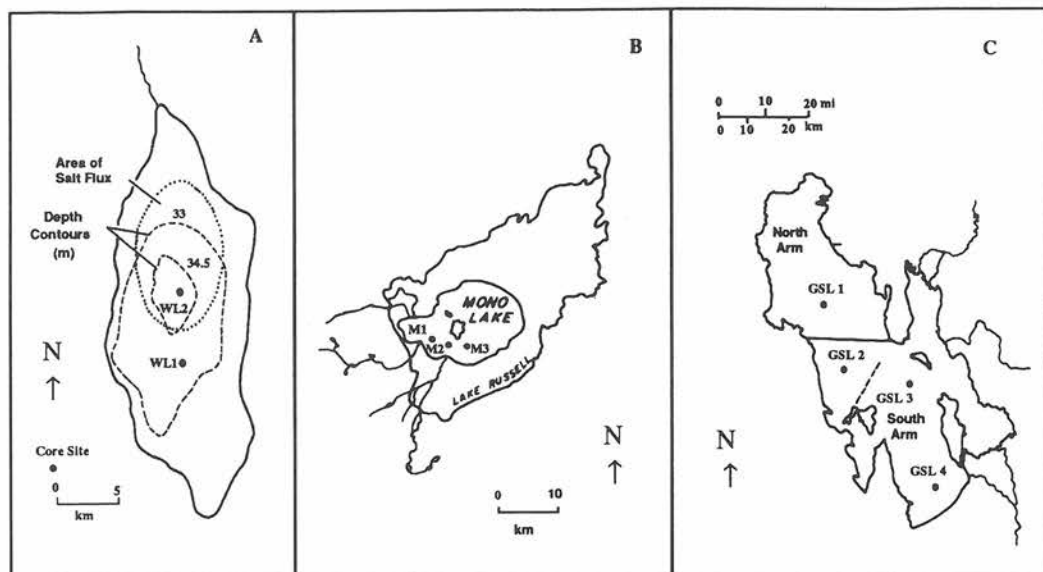 A
Area of
Salt Flux
Depth
Contours
(m)
33
34.5
WL2
WL1
N
Core Site
0 5
km
B
MONO
LAKE
M1
M2
M3
LAKE RUSSELL
N
0 10
km
C
0 10 20 mi
0 10 20 km
North
Arm
GSL 1
GSL 2
GSL 3
South
Arm
GSL 4
N